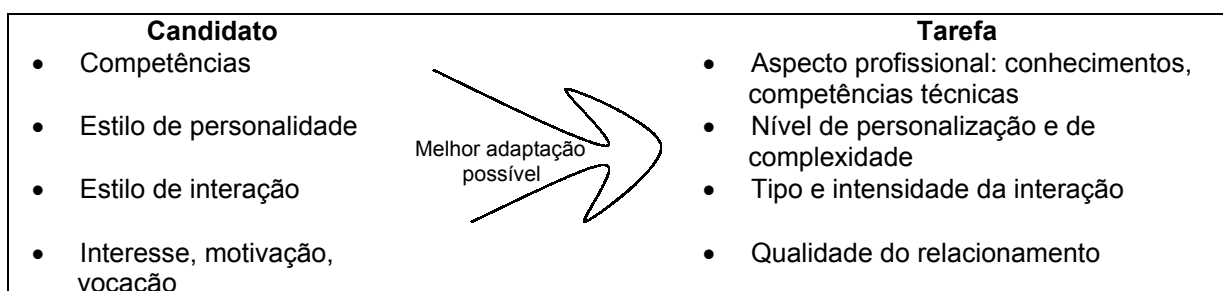 Candidato
• Competências
• Estilo de personalidade
• Estilo de interação
• Interesse, motivação,
vocação
Melhor adaptação
possível
Tarefa
• Aspecto profissional: conhecimentos,
competências técnicas
• Nível de personalização e de
complexidade
• Tipo e intensidade da interação
• Qualidade do relacionamento